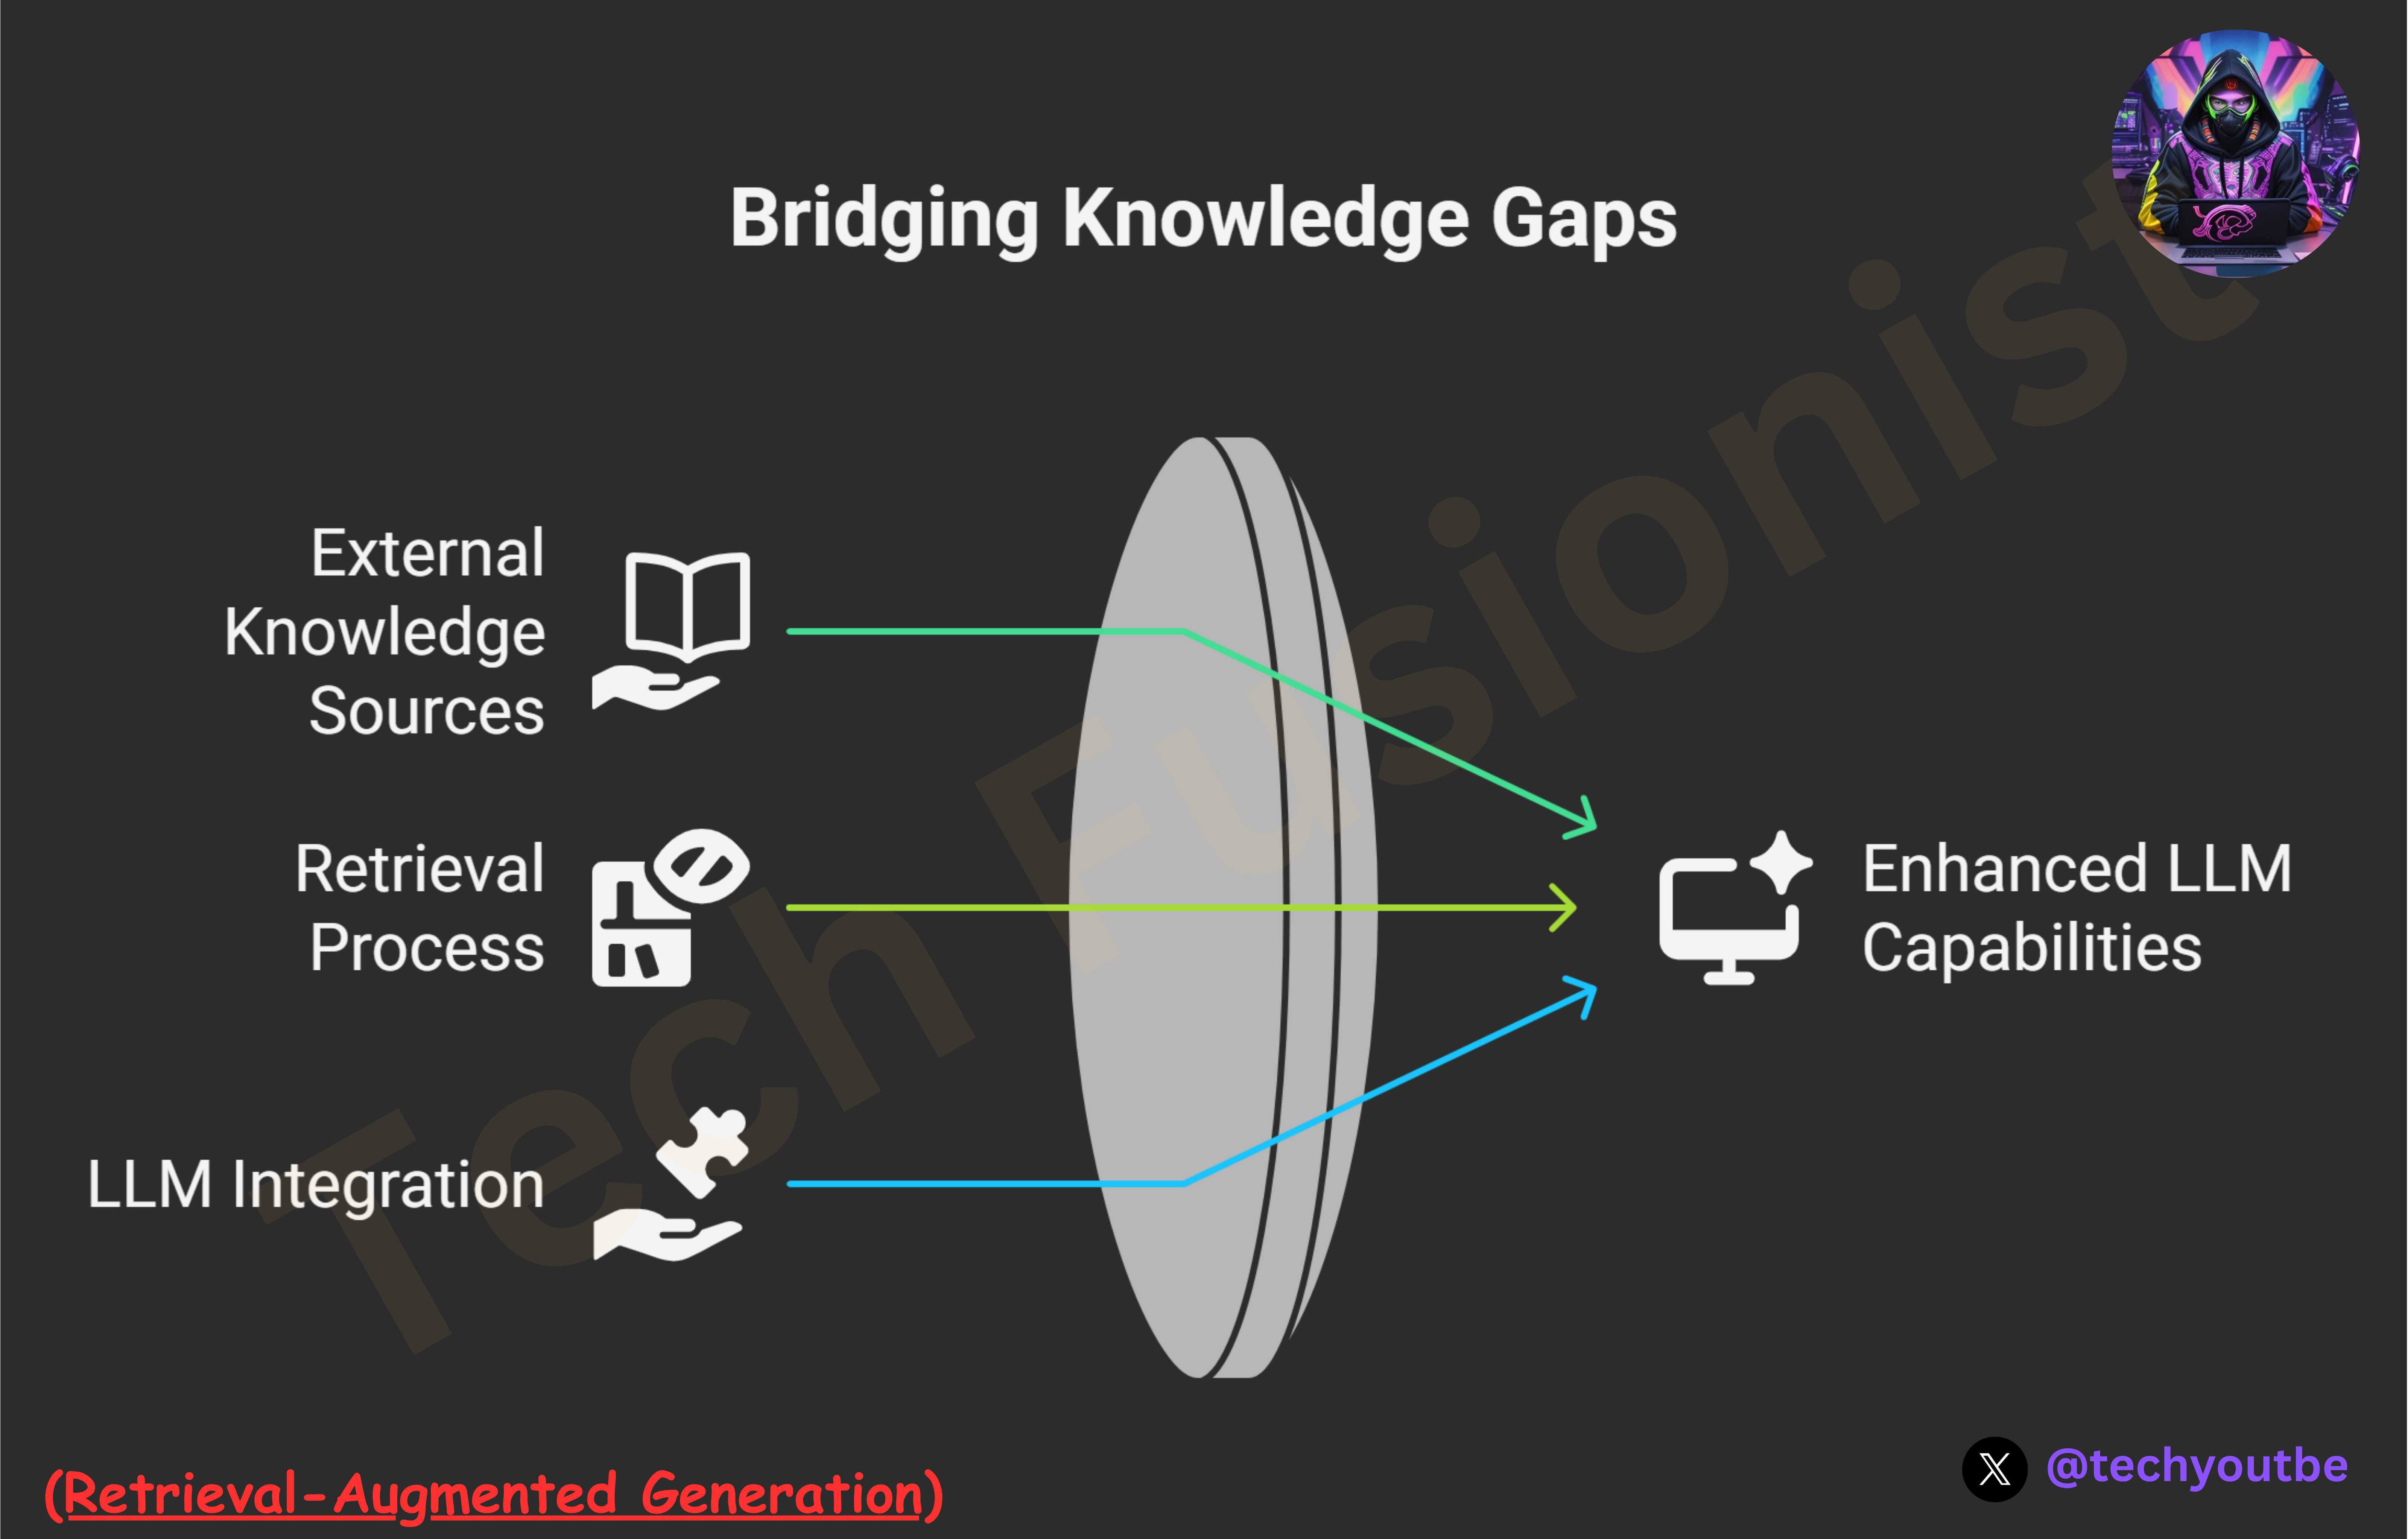 Bridging Knowledge Gaps
External
Knowledge
Sources
Retrieval
Process
LLM Integration
Enhanced LLM
Capabilities
Tech Fusionist
(Retrieval-Augmented Generation)
@techyoutbe